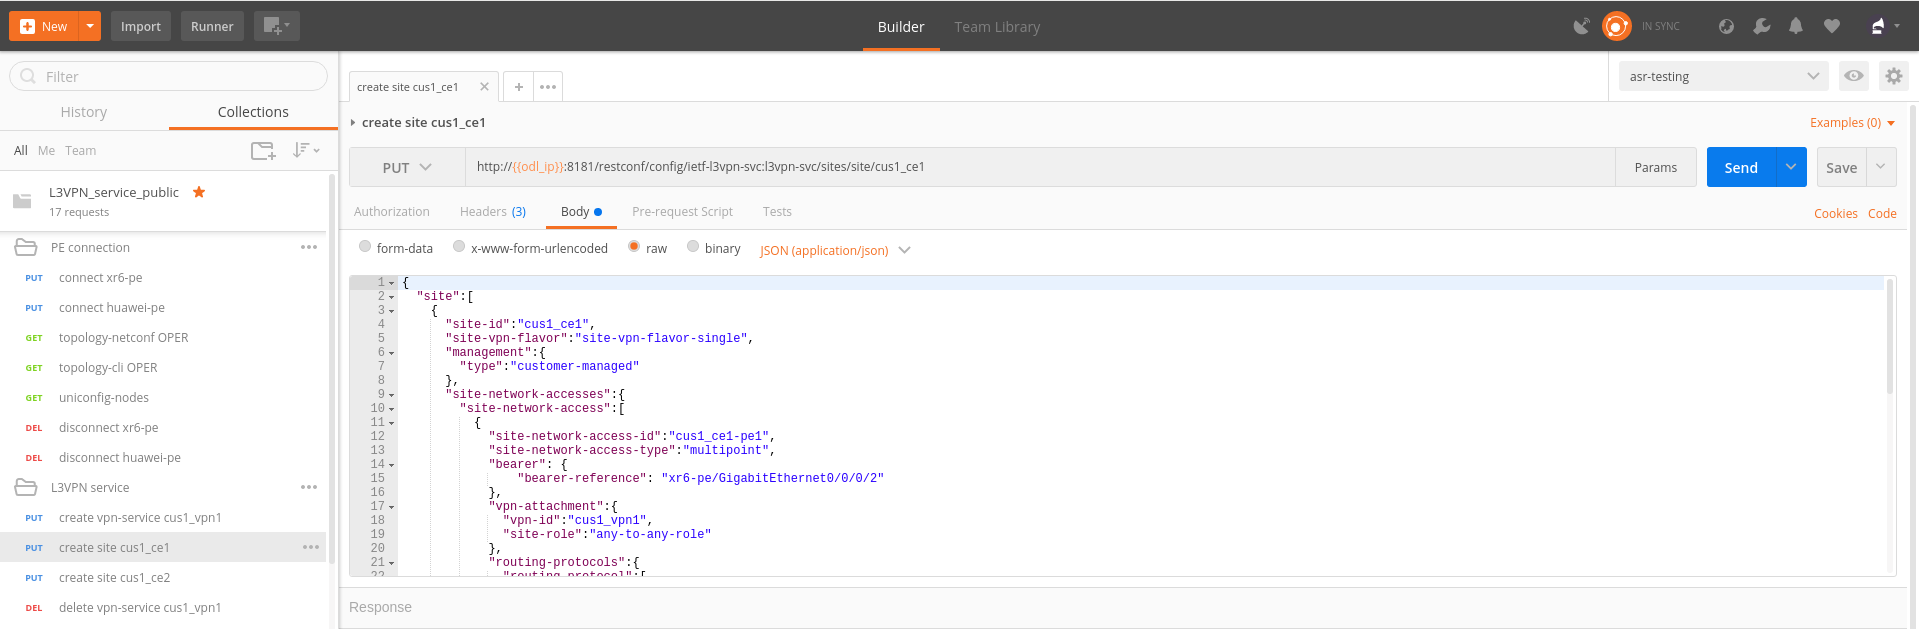 New
Import
Runner
Builder
Team Library
IN SYNC
Filter
History
Collections
All
Me
Team
L3VPN_service_public
17 requests
PE connection
PUT connect xr6-pe
PUT connect huawei-pe
GET topology-netconf OPER
GET topology-cli OPER
GET uniconfig-nodes
DEL disconnect xr6-pe
DEL disconnect huawei-pe
L3VPN service
PUT create vpn-service cus1_vpn1
PUT create site cus1_ce1
PUT create site cus1_ce2
DEL delete vpn-service cus1_vpn1
create site cus1_ce1
asr-testing
create site cus1_ce1
Examples (0)
PUT
http://{{odl_ip}}:8181/restconf/config/ietf-l3vpn-svc:l3vpn-svc/sites/site/cus1_ce1
Params
Send
Save
Authorization
Headers (3)
Body
Pre-request Script
Tests
Cookies
Code
form-data
x-www-form-urlencoded
raw
binary
JSON (application/json)
1 {
2 "site":[
3 {
4 "site-id":"cus1_ce1",
5 "site-vpn-flavor":"site-vpn-flavor-single",
6 "management":{
7 "type":"customer-managed"
8 },
9 "site-network-accesses":{
10 "site-network-access":[
11 {
12 "site-network-access-id":"cus1_ce1-pe1",
13 "site-network-access-type":"multipoint",
14 "bearer": {
15 "bearer-reference": "xr6-pe/GigabitEthernet0/0/0/2"
16 },
17 "vpn-attachment":{
18 "vpn-id":"cus1_vpn1",
19 "site-role":"any-to-any-role"
20 },
21 "routing-protocols":{
22 "routing-protocol":[
Response